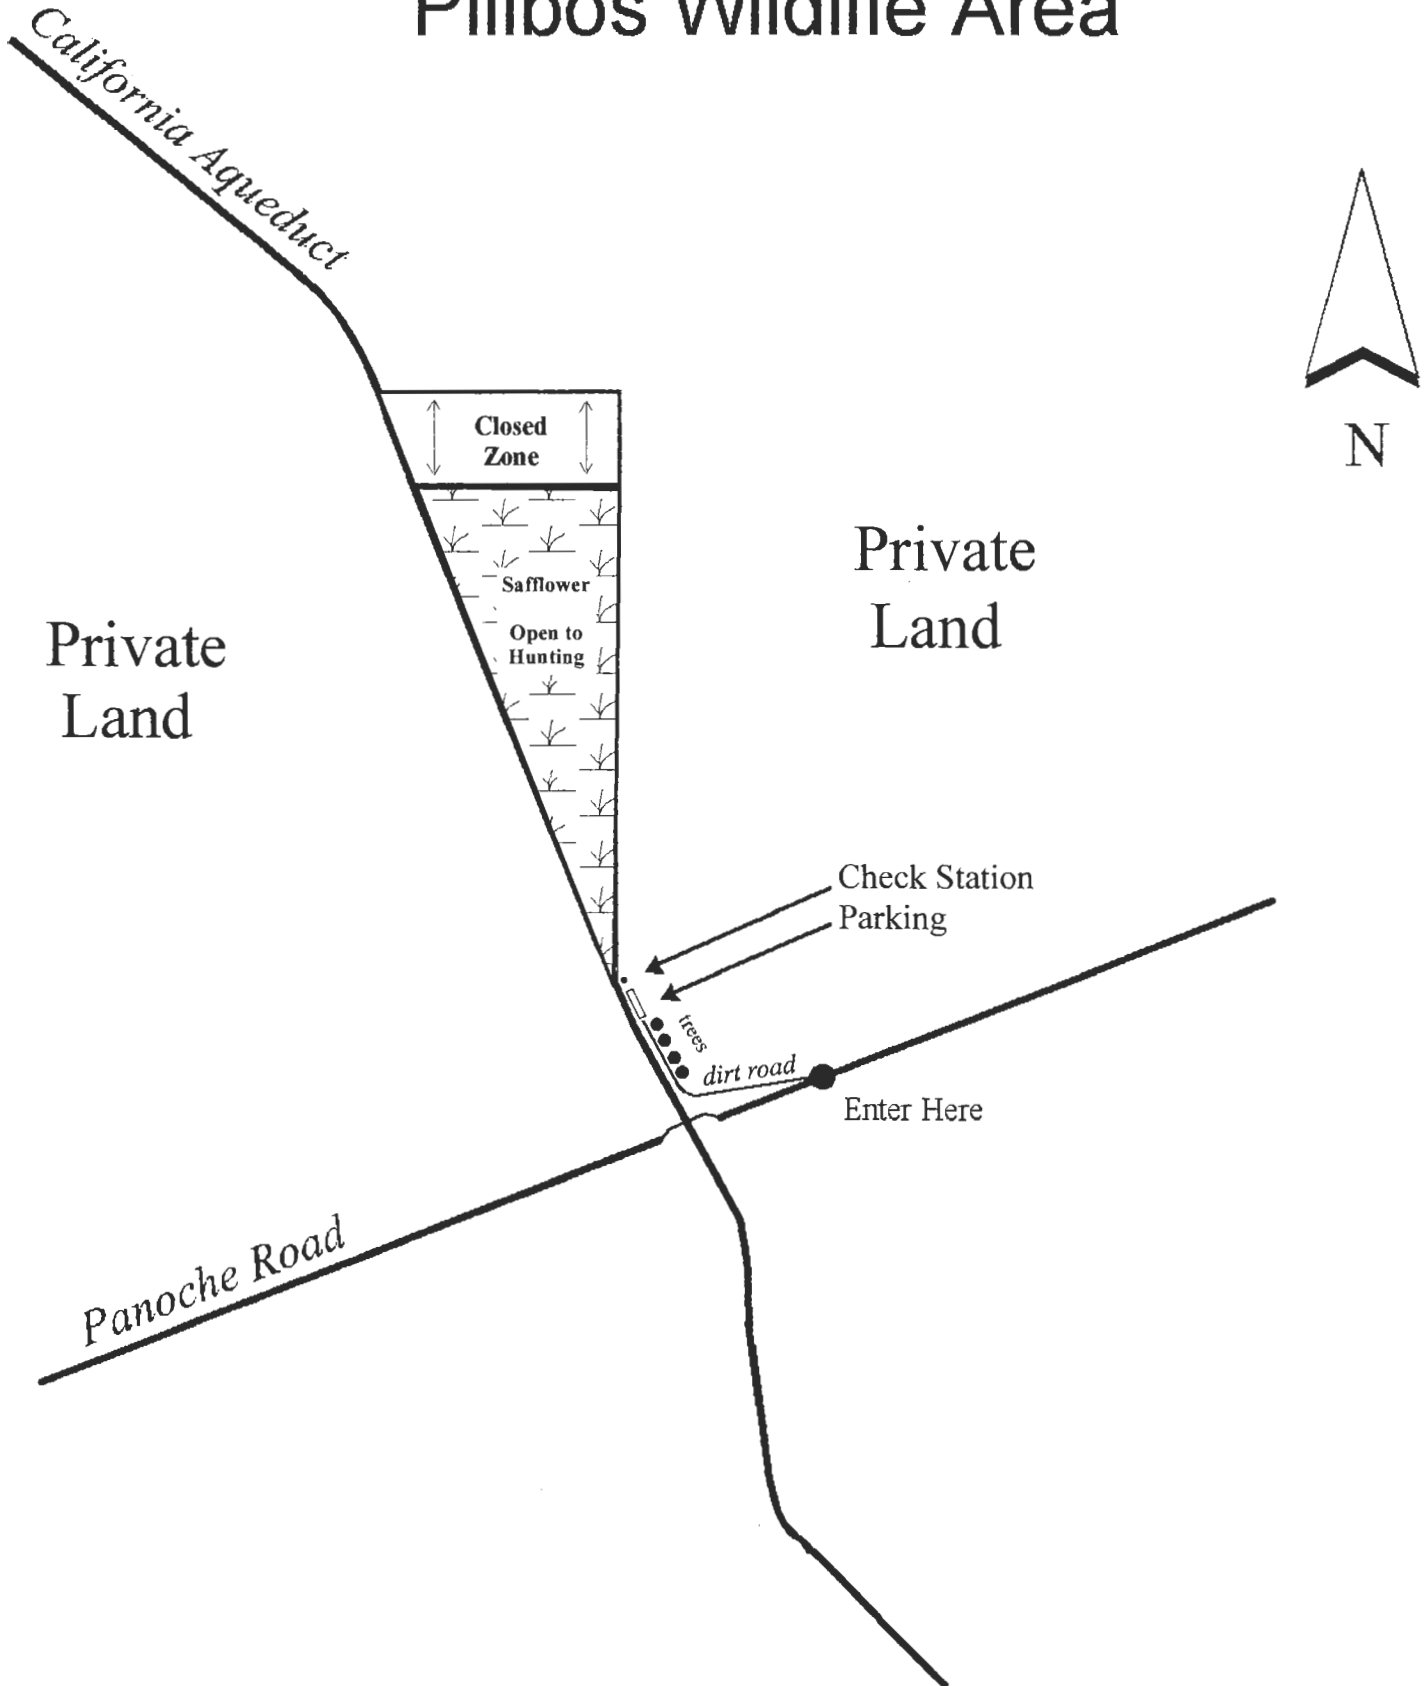 Pilibos Wildlife Area
California Aqueduct
N
Closed
Zone
Safflower
Open to
Hunting
Private
Land
Private
Land
Check Station
Parking
trees
dirt road
Enter Here
Panoche Road